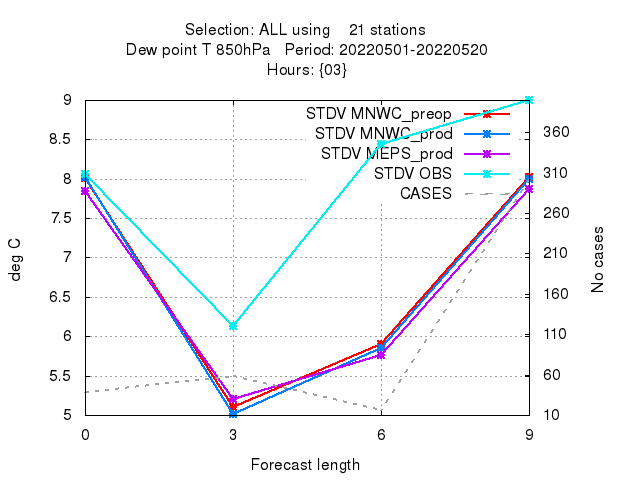 Selection: ALL using    21 stations
Dew point T 850hPa   Period: 20220501-20220520
Hours: {03}
STDV MNWC_preop
STDV MNWC_prod
STDV MEPS_prod
STDV OBS
CASES
9
8.5
8
7.5
7
6.5
6
5.5
5
360
310
260
210
160
110
60
10
deg C
No cases
0 3 6 9
Forecast length